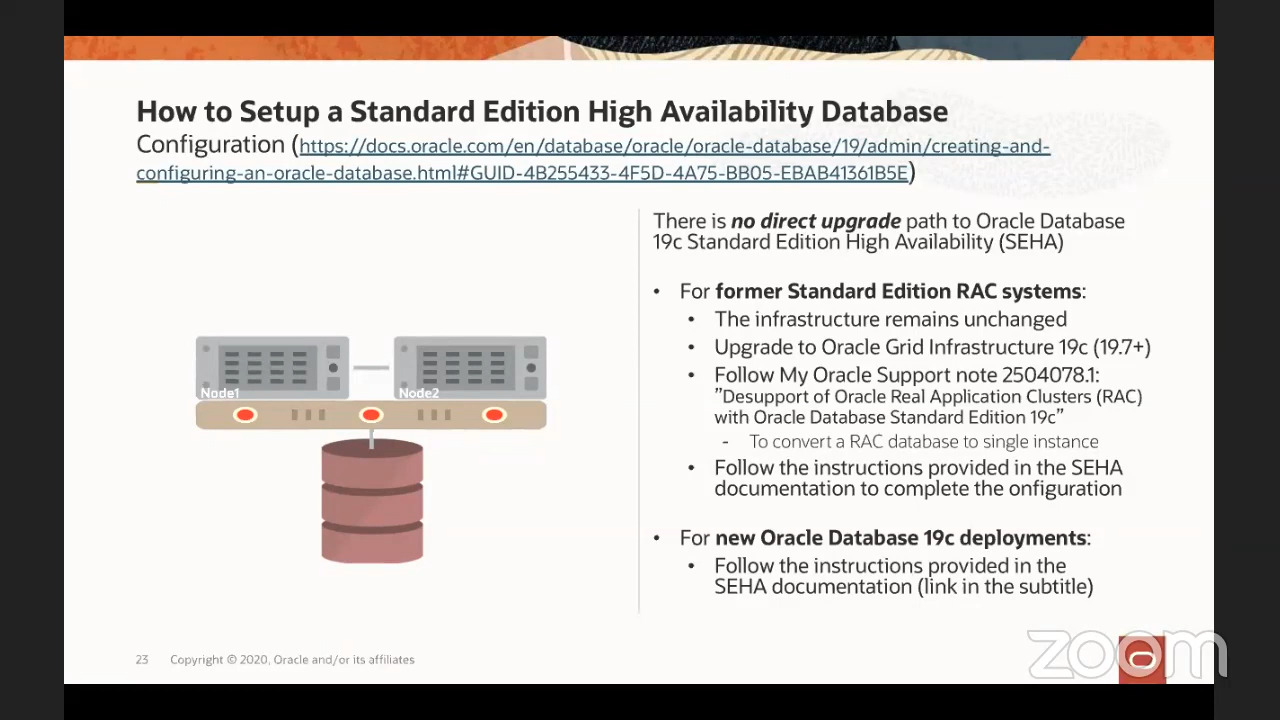 How to Setup a Standard Edition High Availability Database
Configuration (https://docs.oracle.com/en/database/oracle/oracle-database/19/admin/creating-and-
configuring-an-oracle-database.html#GUID-4B255433-4F5D-4A75-BB05-EBAB41361B5E)
Node1
Node2
There is no direct upgrade path to Oracle Database
19c Standard Edition High Availability (SEHA)
• For former Standard Edition RAC systems:
• The infrastructure remains unchanged
• Upgrade to Oracle Grid Infrastructure 19c (19.7+)
• Follow My Oracle Support note 2504078.1:
”Desupport of Oracle Real Application Clusters (RAC)
with Oracle Database Standard Edition 19c”
- To convert a RAC database to single instance
• Follow the instructions provided in the SEHA
documentation to complete the onfiguration
• For new Oracle Database 19c deployments:
• Follow the instructions provided in the
SEHA documentation (link in the subtitle)
23 Copyright © 2020, Oracle and/or its affiliates
zoom